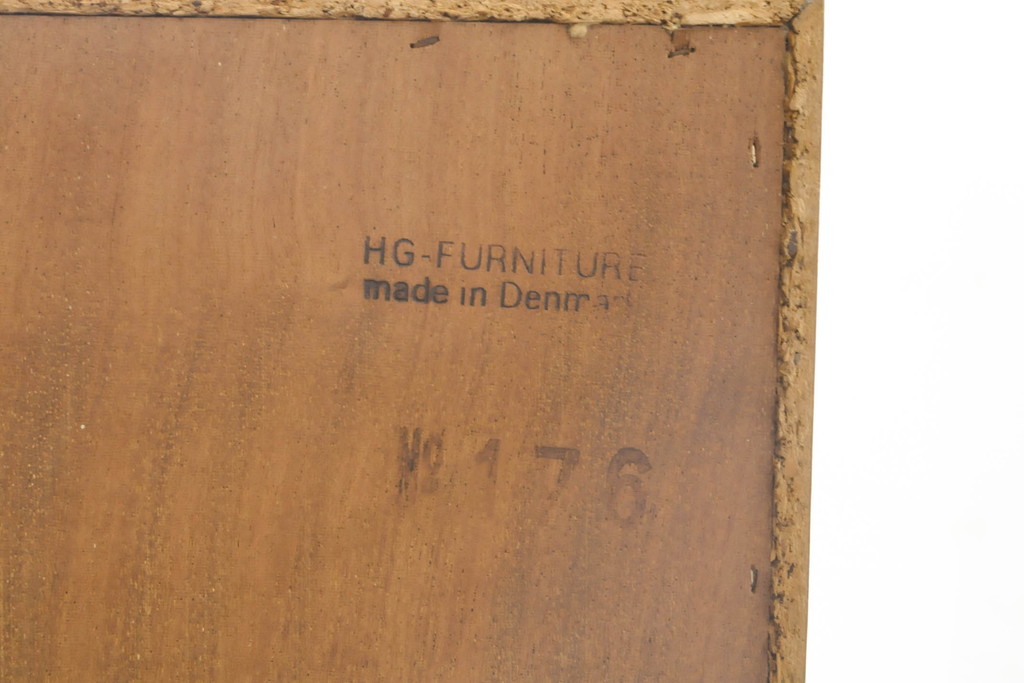 HG-FURNITURE
made in Denmark
No 176